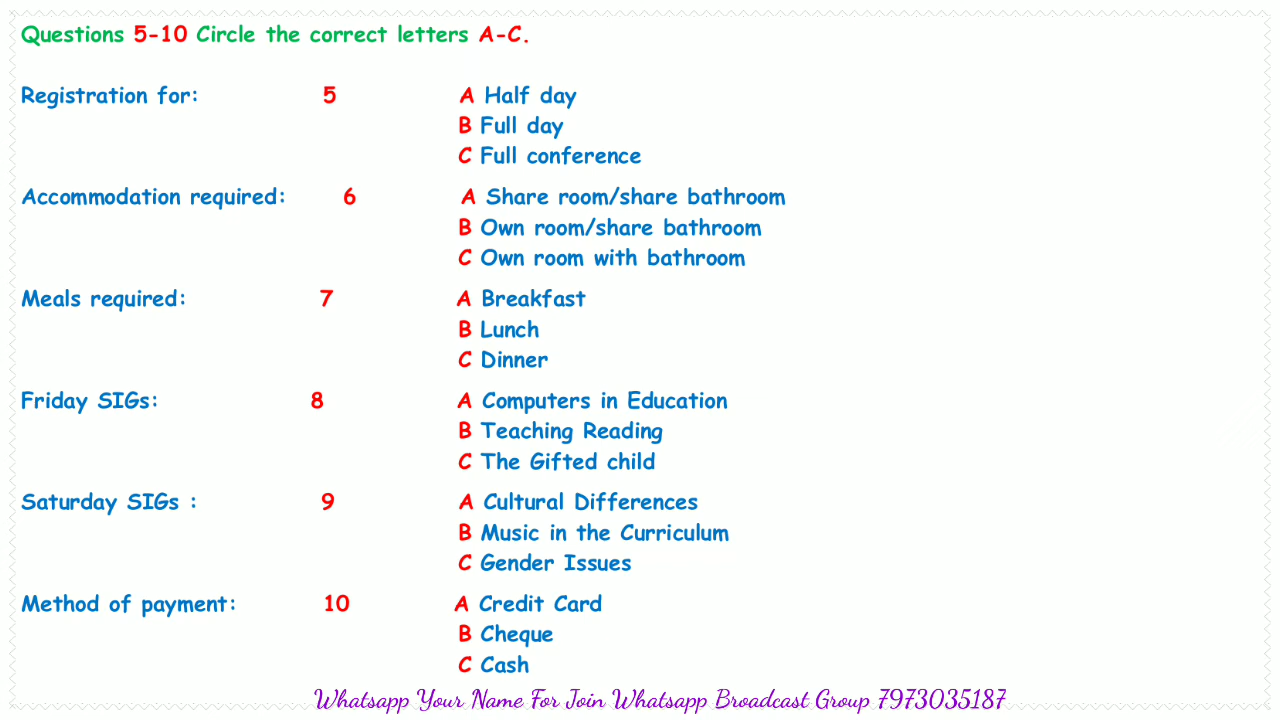 Questions 5-10 Circle the correct letters A-C.
Registration for: 5 A Half day
B Full day
C Full conference
Accommodation required: 6 A Share room/share bathroom
B Own room/share bathroom
C Own room with bathroom
Meals required: 7 A Breakfast
B Lunch
C Dinner
Friday SIGs: 8 A Computers in Education
B Teaching Reading
C The Gifted child
Saturday SIGs : 9 A Cultural Differences
B Music in the Curriculum
C Gender Issues
Method of payment: 10 A Credit Card
B Cheque
C Cash
Whatsapp Your Name For Join Whatsapp Broadcast Group 7973035187